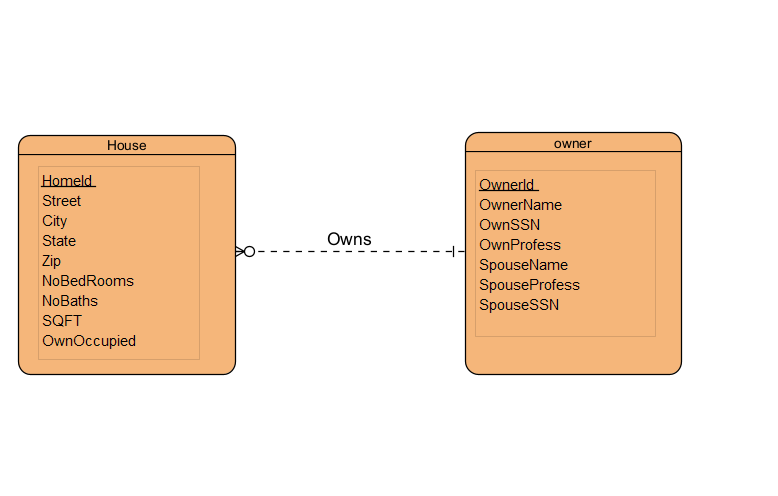 House
HomeId
Street
City
State
Zip
NoBedRooms
NoBaths
SQFT
OwnOccupied
Owns
owner
OwnerId
OwnerName
OwnSSN
OwnProfess
SpouseName
SpouseProfess
SpouseSSN